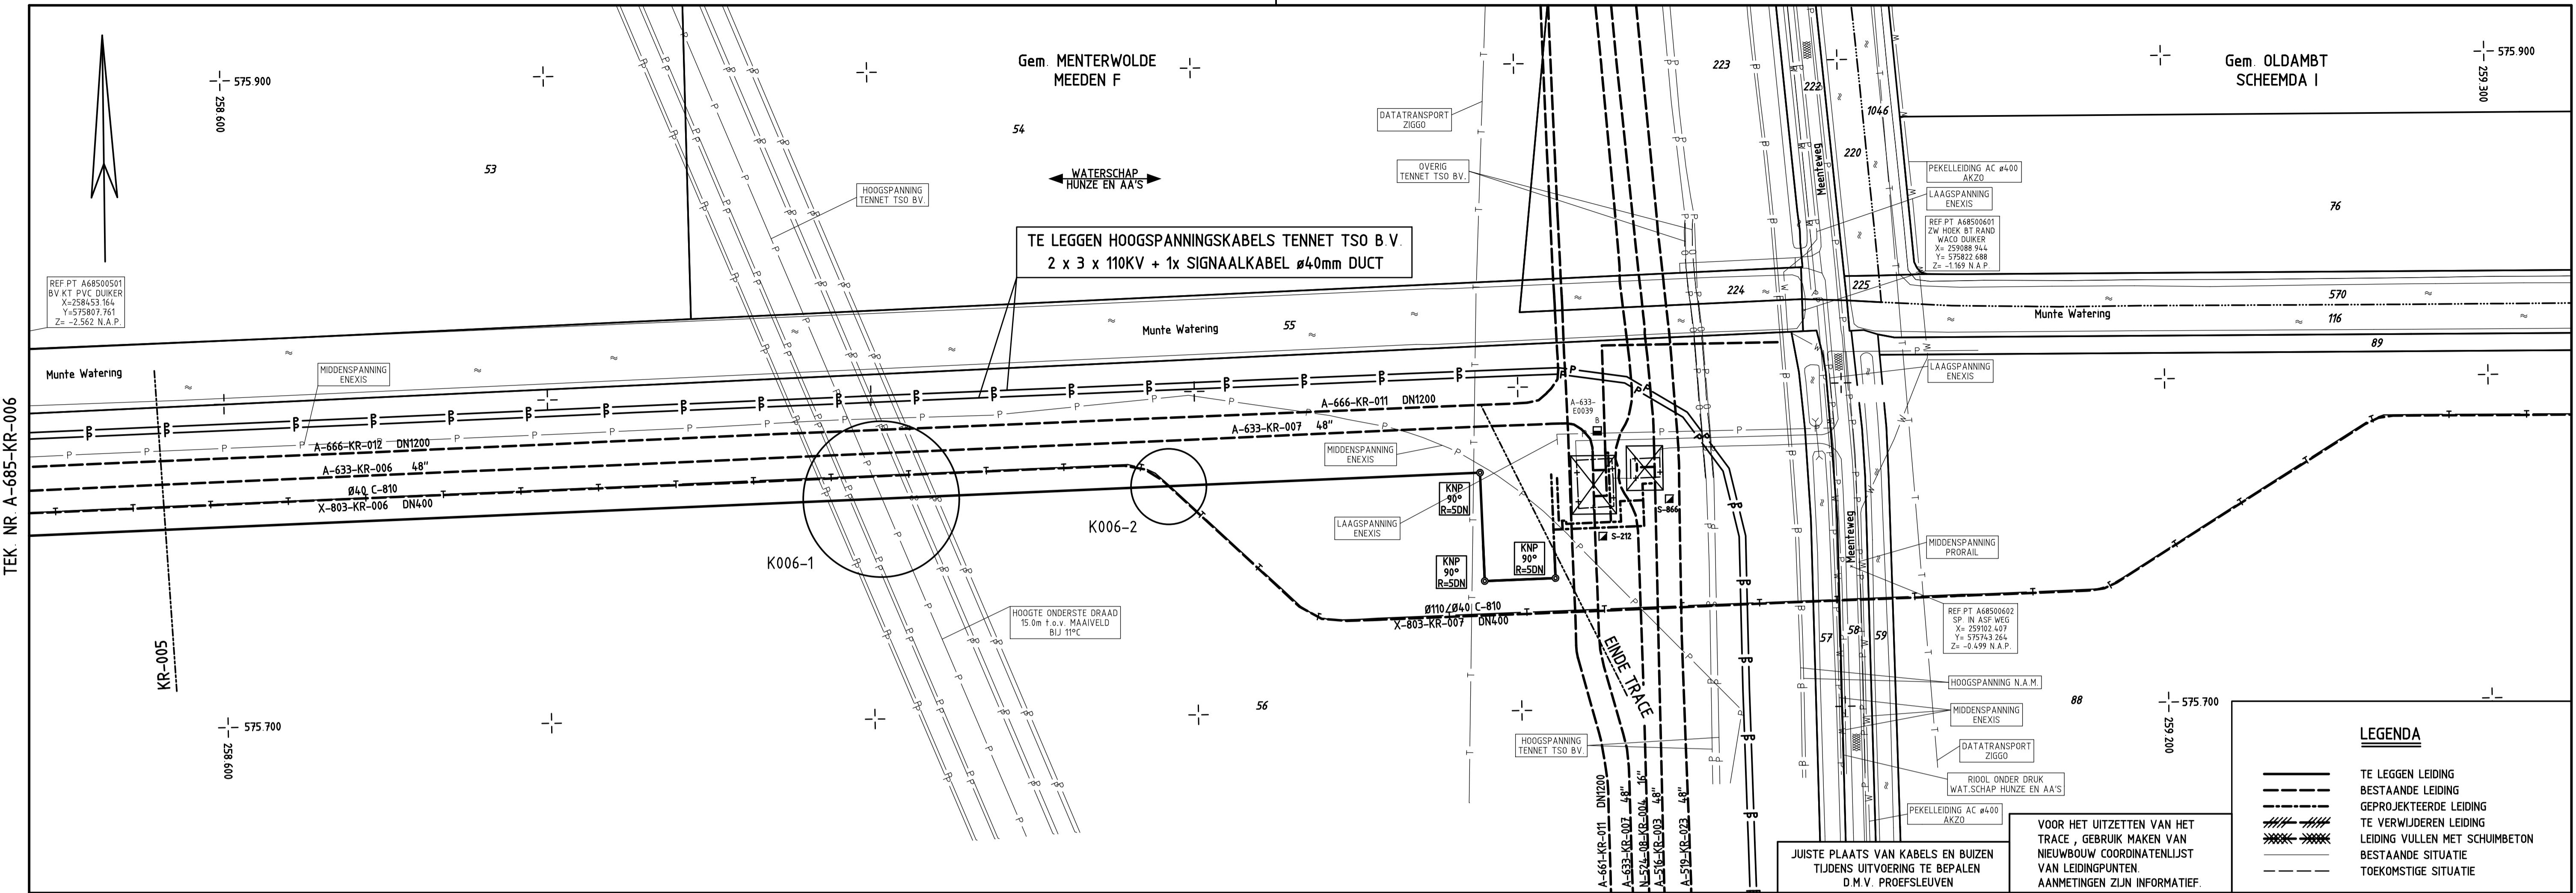 TEK. NR. A-685-KR-006
575.900
258.600
Gem. MENTERWOLDE
MEEDEN F
Gem. OLDAMBT
SCHEEMDA I
575.900
259.300
53
54
WATERSCHAP
HUNZE EN AA'S
HOOGSPANNING
TENNET TSO BV.
DATATRANSPORT
ZIGGO
OVERIG
TENNET TSO BV.
223
222
1046
220
Meenteweg
PEKELLEIDING AC ø400
AKZO
LAAGSPANNING
ENEXIS
REF.PT A68500601
ZW HOEK BT.RAND
WACO DUIKER
X= 259088.944
Y= 575822.688
Z= -1.169 N.A.P.
76
TE LEGGEN HOOGSPANNINGSKABELS TENNET TSO B.V.
2 x 3 x 110KV + 1x SIGNAALKABEL ø40mm DUCT
REF.PT A68500501
BV.KT PVC DUIKER
X=258453.164
Y=575807.761
Z= -2.562 N.A.P.
224
225
570
116
89
Munte Watering
55
Munte Watering
Munte Watering
MIDDENSPANNING
ENEXIS
LAAGSPANNING
ENEXIS
A-666-KR-012 DN1200
A-666-KR-011 DN1200
A-633-KR-006 48"
A-633-KR-007 48"
Ø40 C-810
X-803-KR-006 DN400
A-633-
E0039
B
MIDDENSPANNING
ENEXIS
LAAGSPANNING
ENEXIS
KNP
90°
R=5DN
KNP
90°
R=5DN
KNP
90°
R=5DN
S-866
S-212
K006-1
K006-2
KR-005
HOOGTE ONDERSTE DRAAD
15.0m t.o.v. MAAIVELD
BIJ 11°C
Ø110/Ø40 C-810
X-803-KR-007 DN400
EINDE TRACE
Meenteweg
MIDDENSPANNING
PRORAIL
REF.PT A68500602
SP. IN ASF.WEG
X= 259102.407
Y= 575743.264
Z= -0.499 N.A.P.
57
58
59
HOOGSPANNING N.A.M.
MIDDENSPANNING
ENEXIS
88
56
575.700
258.600
575.700
259.200
HOOGSPANNING
TENNET TSO BV.
DATATRANSPORT
ZIGGO
RIOOL ONDER DRUK
WAT.SCHAP HUNZE EN AA'S
PEKELLEIDING AC ø400
AKZO
A-661-KR-011 DN1200
A-633-KR-007 48"
N-524-08-KR-004 16"
A-516-KR-003 48"
A-519-KR-023 48"
JUISTE PLAATS VAN KABELS EN BUIZEN
TIJDENS UITVOERING TE BEPALEN
D.M.V. PROEFSLEUVEN
VOOR HET UITZETTEN VAN HET
TRACE , GEBRUIK MAKEN VAN
NIEUWBOUW COORDINATENLIJST
VAN LEIDINGPUNTEN.
AANMETINGEN ZIJN INFORMATIEF.
LEGENDA
TE LEGGEN LEIDING
BESTAANDE LEIDING
GEPROJEKTEERDE LEIDING
TE VERWIJDEREN LEIDING
LEIDING VULLEN MET SCHUIMBETON
BESTAANDE SITUATIE
TOEKOMSTIGE SITUATIE